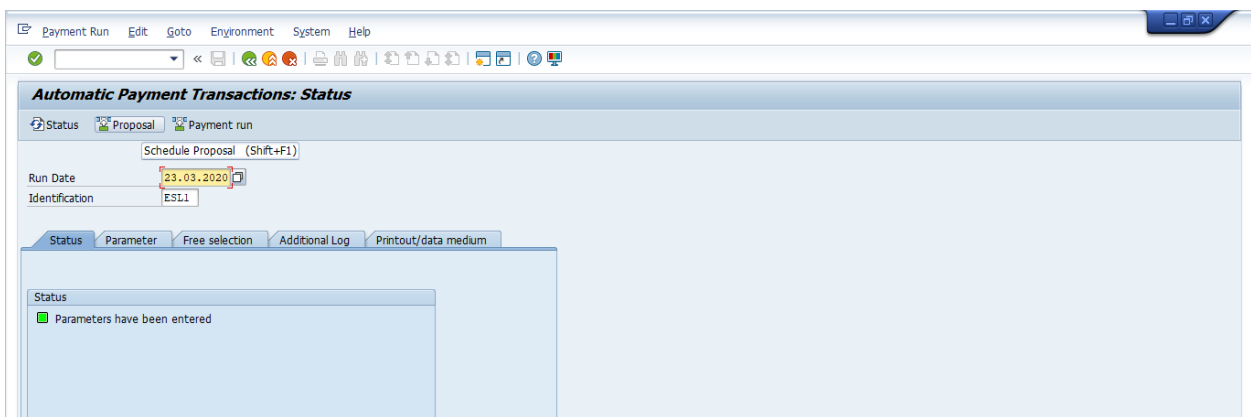 Payment Run Edit Goto Environment System Help
Automatic Payment Transactions: Status
Status Proposal Payment run
Schedule Proposal (Shift+F1)
Run Date 23.03.2020
Identification ESL1
Status Parameter Free selection Additional Log Printout/data medium
Status
Parameters have been entered